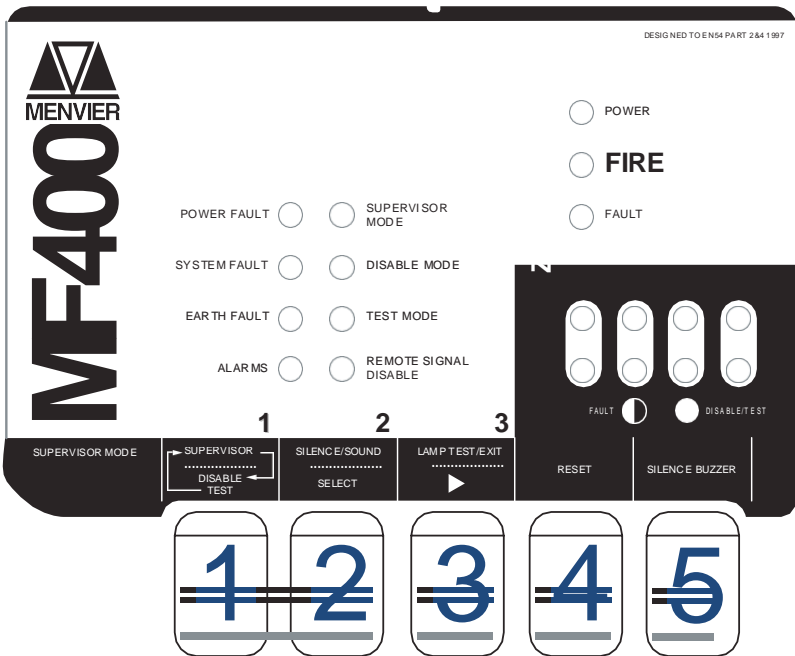 DESIGNED TO EN54 PART 2&4 1997
MENVIER
MF400
POWER
FIRE
FAULT
POWER FAULT
SUPERVISOR
MODE
SYSTEM FAULT
DISABLE MODE
EARTH FAULT
TEST MODE
ALARMS
REMOTE SIGNAL
DISABLE
FAULT
DISABLE/TEST
1
2
3
SUPERVISOR MODE
SUPERVISOR
DISABLE
TEST
SILENCE/SOUND
SELECT
LAMP TEST/EXIT
RESET
SILENCE BUZZER
1
2
3
4
5